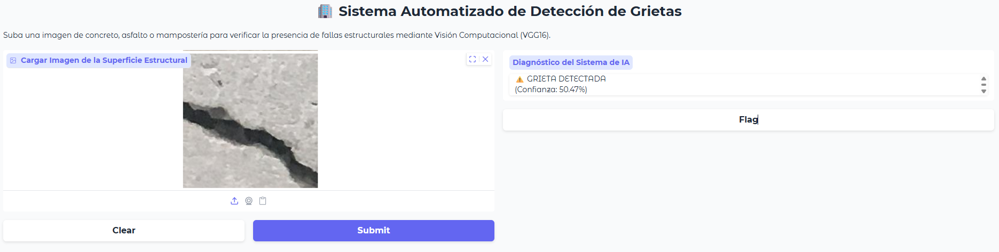 Sistema Automatizado de Detección de Grietas
Suba una imagen de concreto, asfalto o mampostería para verificar la presencia de fallas estructurales mediante Visión Computacional (VGG16).
Cargar Imagen de la Superficie Estructural
Diagnóstico del Sistema de IA
GRIETA DETECTADA
(Confianza: 50.47%)
Flag
Clear
Submit